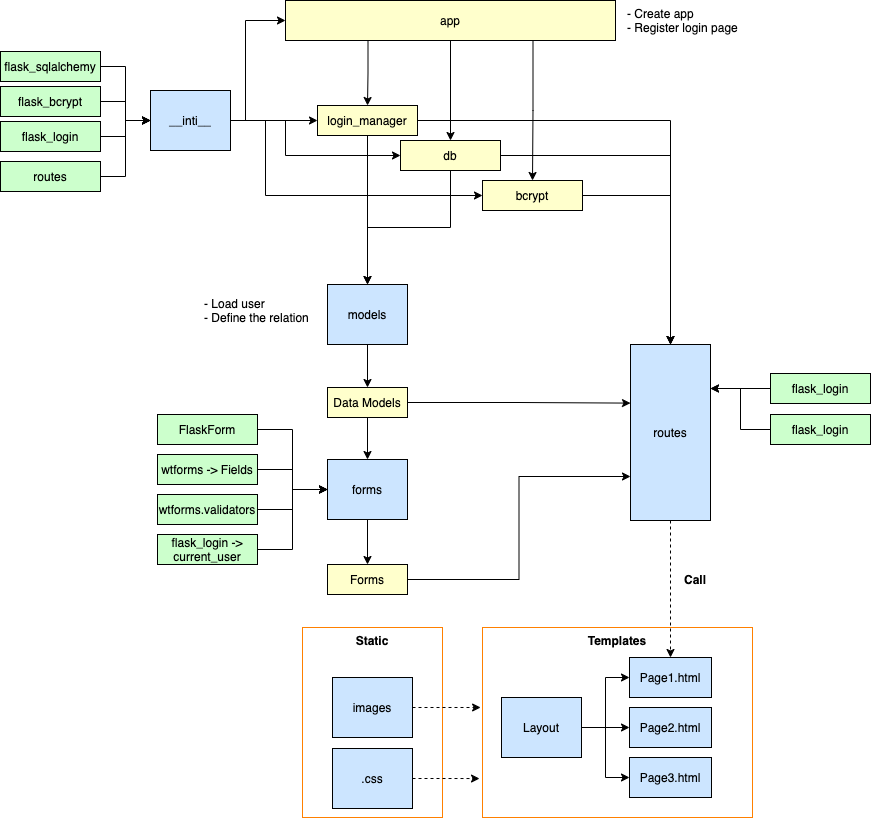 app
- Create app
- Register login page
flask_sqlalchemy
flask_bcrypt
flask_login
routes
__inti__
login_manager
db
bcrypt
- Load user
- Define the relation
models
Data Models
routes
flask_login
flask_login
FlaskForm
wtforms -> Fields
wtforms.validators
flask_login ->
current_user
forms
Forms
Call
Static
images
.css
Templates
Layout
Page1.html
Page2.html
Page3.html